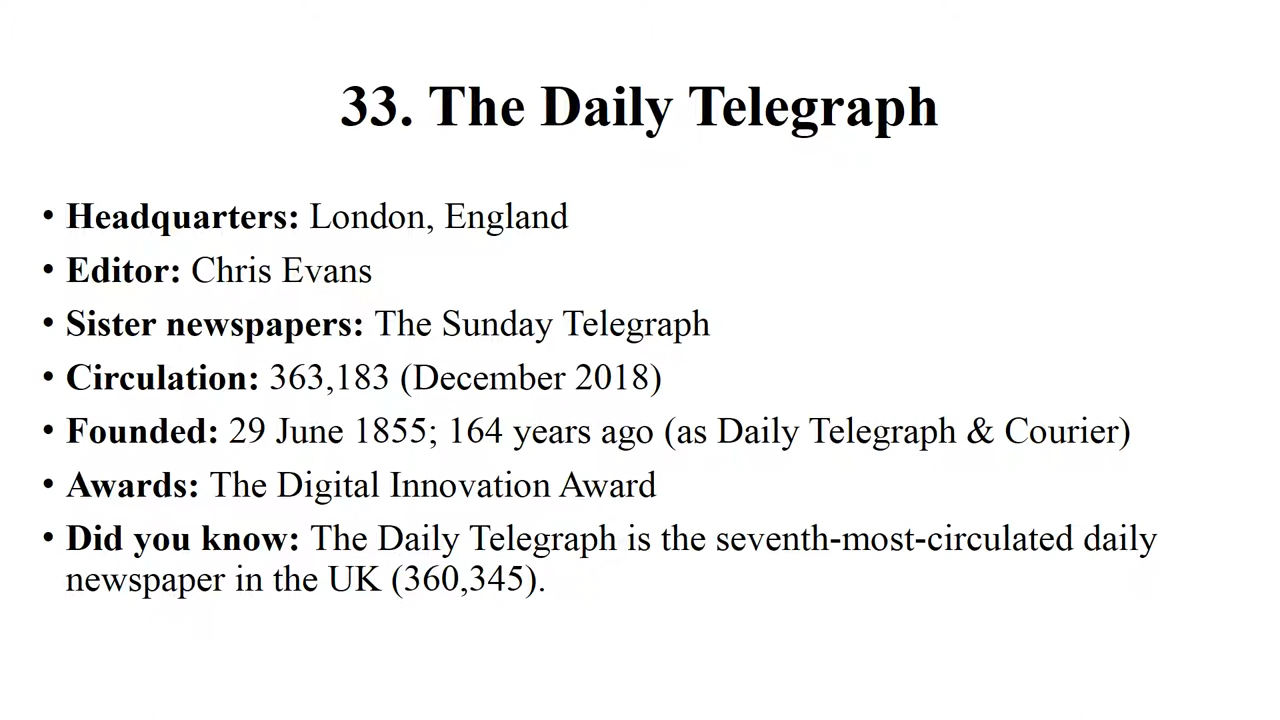 33. The Daily Telegraph
• Headquarters: London, England
• Editor: Chris Evans
• Sister newspapers: The Sunday Telegraph
• Circulation: 363,183 (December 2018)
• Founded: 29 June 1855; 164 years ago (as Daily Telegraph & Courier)
• Awards: The Digital Innovation Award
• Did you know: The Daily Telegraph is the seventh-most-circulated daily
newspaper in the UK (360,345).